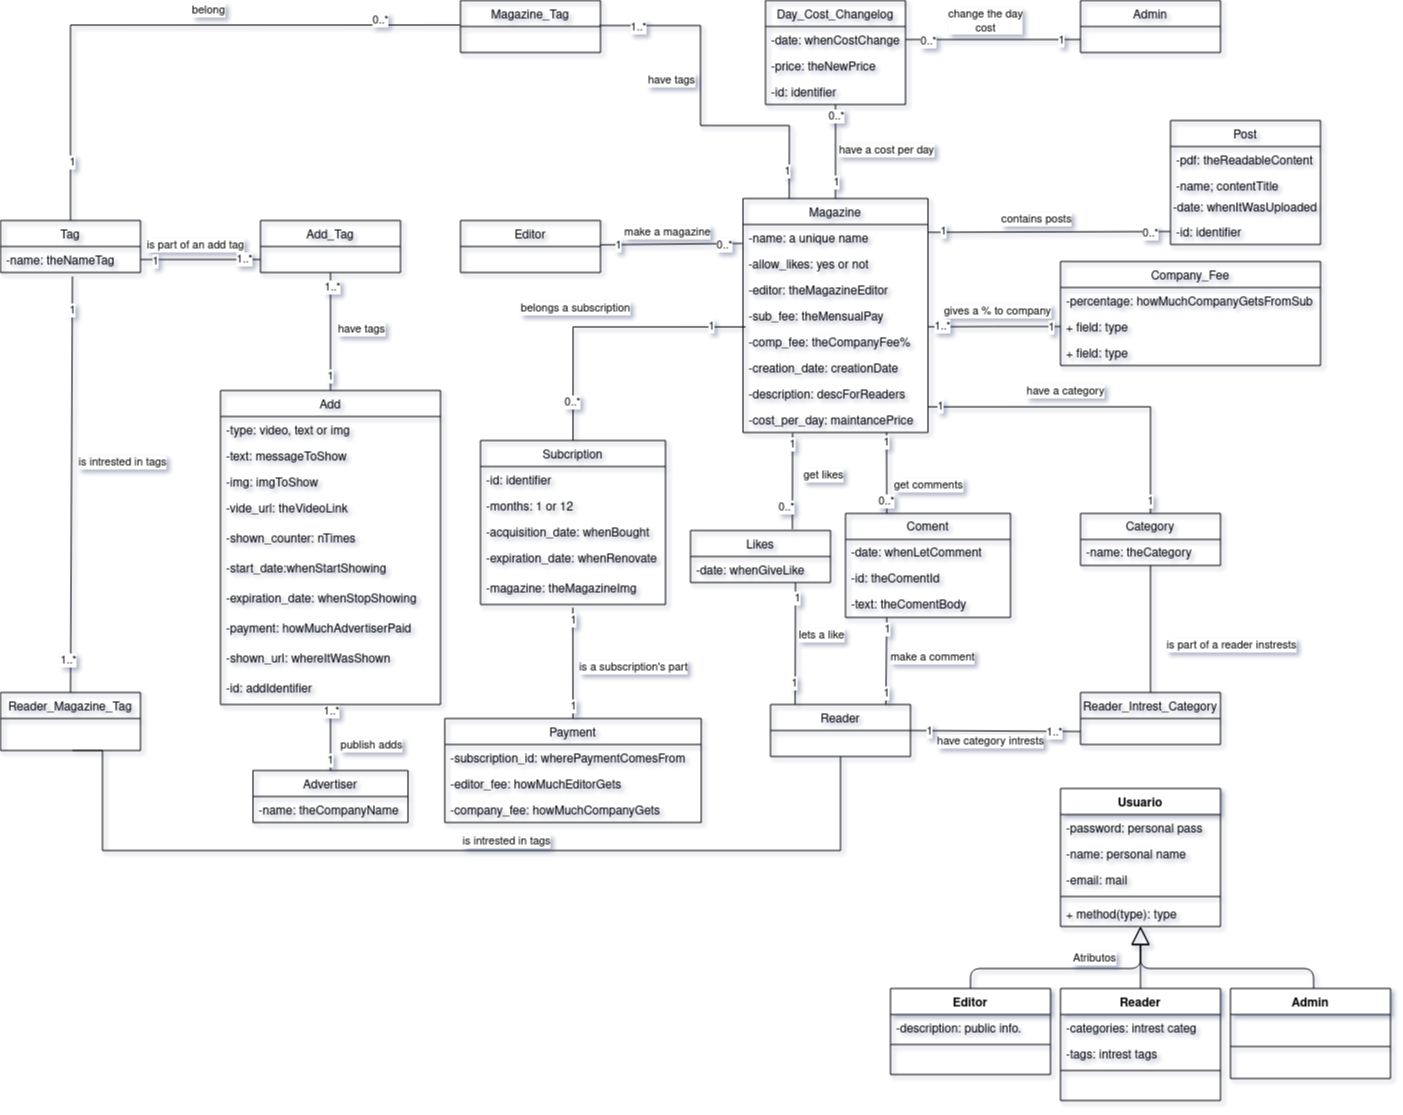 belong
0..*
Magazine_Tag
1..*
have tags
1
1
Day_Cost_Changelog
-date: whenCostChange
-price: theNewPrice
-id: identifier
0..*
change the day
cost
1
Admin
0..*
have a cost per day
1
Post
-pdf: theReadableContent
-name; contentTitle
-date: whenItWasUploaded
-id: identifier
Tag
-name: theNameTag
is part of an add tag
1
1..*
Add_Tag
Editor
1
make a magazine
0..*
Magazine
-name: a unique name
-allow_likes: yes or not
-editor: theMagazineEditor
-sub_fee: theMensualPay
-comp_fee: theCompanyFee%
-creation_date: creationDate
-description: descForReaders
-cost_per_day: maintancePrice
1
contains posts
0..*
Company_Fee
-percentage: howMuchCompanyGetsFromSub
+ field: type
+ field: type
1..*
gives a % to company
1
1
is intrested in tags
1..*
1..*
have tags
1
belongs a subscription
1
0..*
1
have a category
1
Add
-type: video, text or img
-text: messageToShow
-img: imgToShow
-vide_url: theVideoLink
-shown_counter: nTimes
-start_date:whenStartShowing
-expiration_date: whenStopShowing
-payment: howMuchAdvertiserPaid
-shown_url: whereItWasShown
-id: addIdentifier
Subcription
-id: identifier
-months: 1 or 12
-acquisition_date: whenBought
-expiration_date: whenRenovate
-magazine: theMagazineImg
1
get likes
0..*
1
get comments
0..*
Likes
-date: whenGiveLike
Coment
-date: whenLetComment
-id: theComentId
-text: theComentBody
Category
-name: theCategory
1
is a subscription's part
1
1
lets a like
1
1
make a comment
1
is part of a reader instrests
Reader_Magazine_Tag
1..*
publish adds
1
Advertiser
-name: theCompanyName
Payment
-subscription_id: wherePaymentComesFrom
-editor_fee: howMuchEditorGets
-company_fee: howMuchCompanyGets
Reader
1
have category intrests
1..*
Reader_Intrest_Category
is intrested in tags
Usuario
-password: personal pass
-name: personal name
-email: mail
+ method(type): type
Atributos
Editor
-description: public info.
Reader
-categories: intrest categ
-tags: intrest tags
Admin